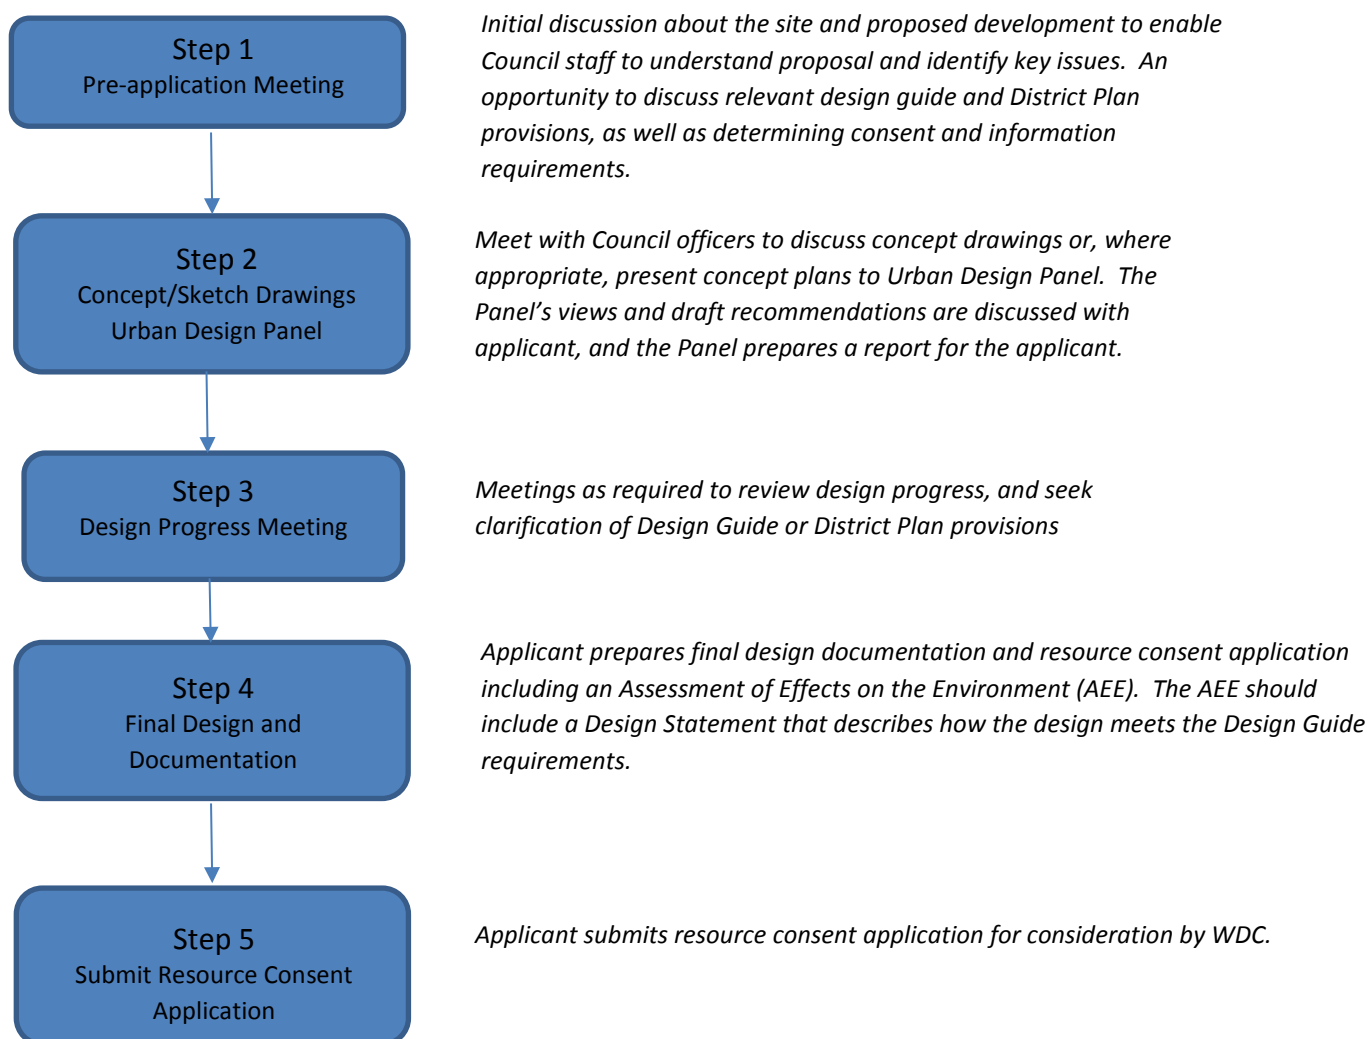 Step 1
Pre-application Meeting
Initial discussion about the site and proposed development to enable
Council staff to understand proposal and identify key issues.  An
opportunity to discuss relevant design guide and District Plan
provisions, as well as determining consent and information
requirements.
Step 2
Concept/Sketch Drawings
Urban Design Panel
Meet with Council officers to discuss concept drawings or, where
appropriate, present concept plans to Urban Design Panel.  The
Panel’s views and draft recommendations are discussed with
applicant, and the Panel prepares a report for the applicant.
Step 3
Design Progress Meeting
Meetings as required to review design progress, and seek
clarification of Design Guide or District Plan provisions
Step 4
Final Design and
Documentation
Applicant prepares final design documentation and resource consent application
including an Assessment of Effects on the Environment (AEE).  The AEE should
include a Design Statement that describes how the design meets the Design Guide
requirements.
Step 5
Submit Resource Consent
Application
Applicant submits resource consent application for consideration by WDC.